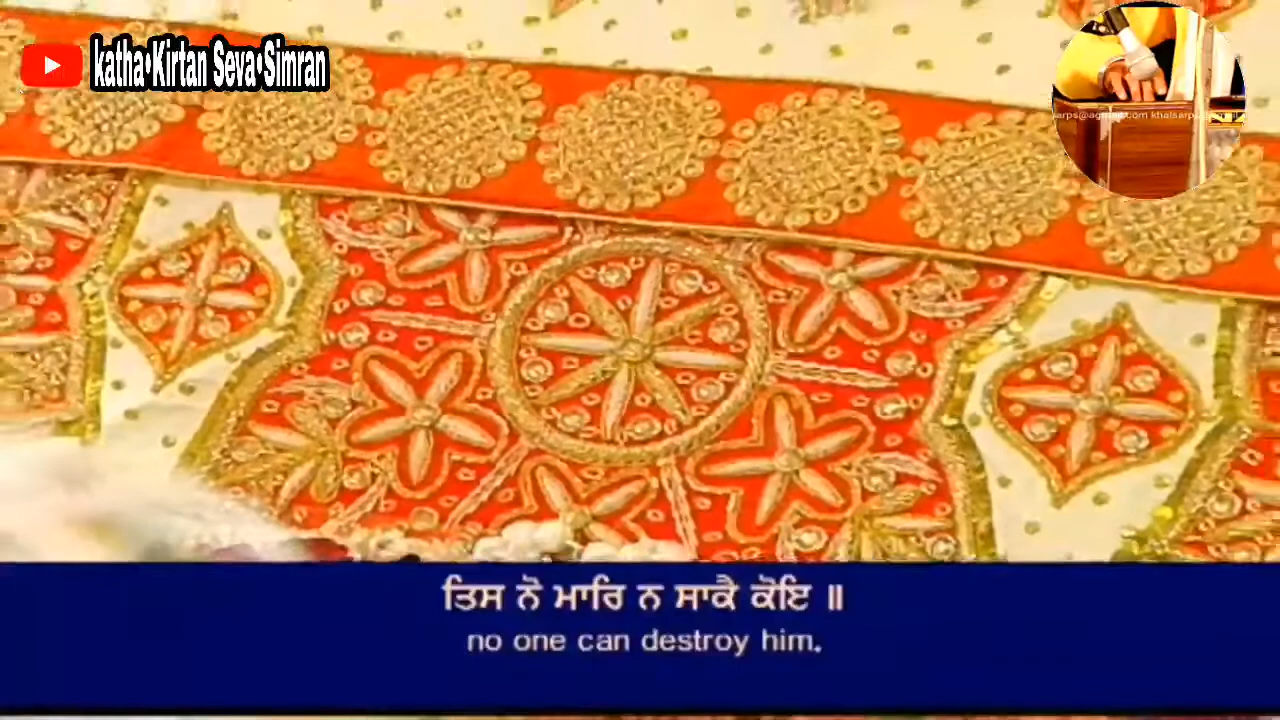 katha•Kirtan Seva•Simran
ਤਿਸ ਨੋ ਮਾਰਿ ਨ ਸਾਕੈ ਕੋਇ ॥
no one can destroy him.